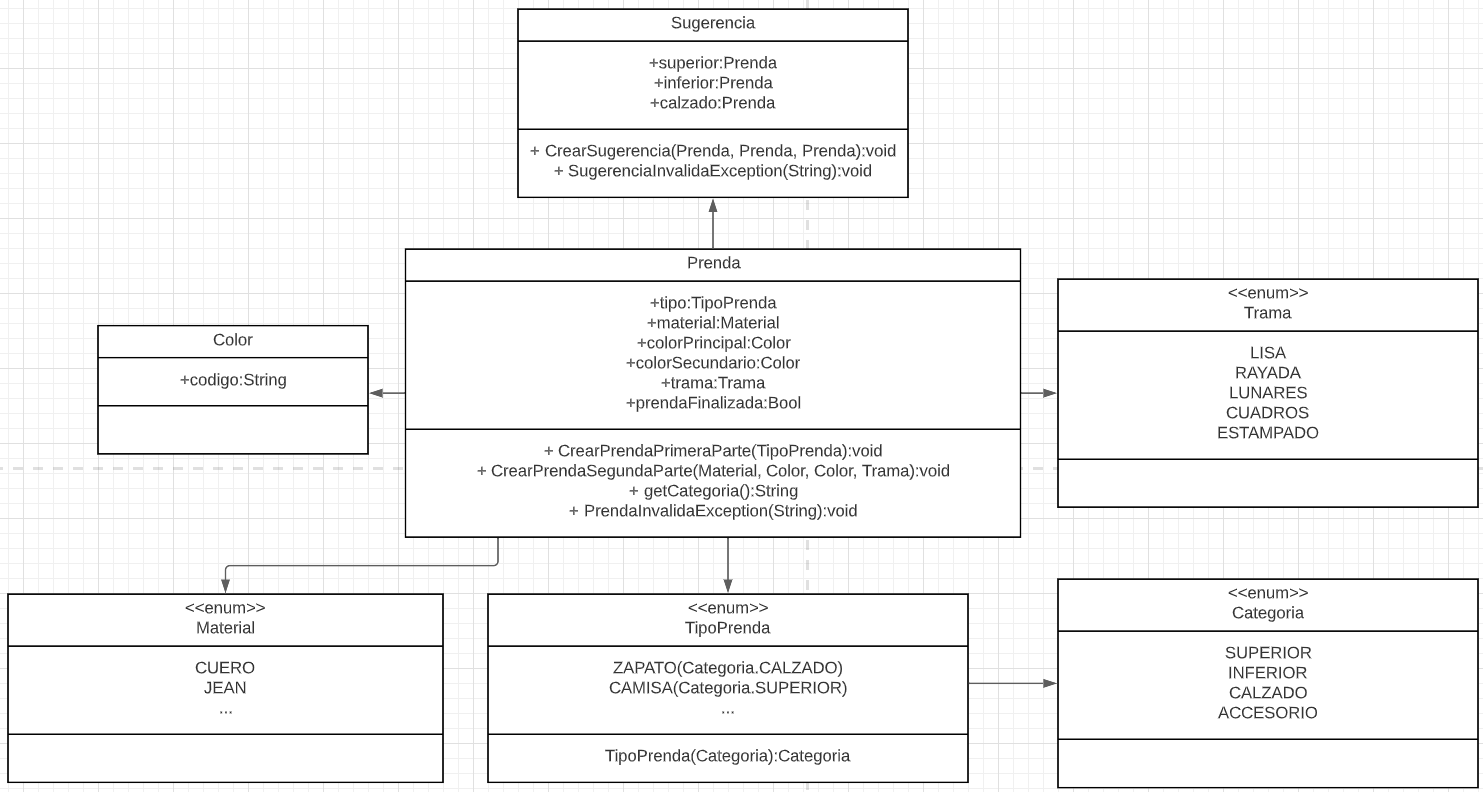 Sugerencia
+superior:Prenda
+inferior:Prenda
+calzado:Prenda
+ CrearSugerencia(Prenda, Prenda, Prenda):void
+ SugerenciaInvalidaException(String):void
Prenda
+tipo:TipoPrenda
+material:Material
+colorPrincipal:Color
+colorSecundario:Color
+trama:Trama
+prendaFinalizada:Bool
+ CrearPrendaPrimeraParte(TipoPrenda):void
+ CrearPrendaSegundaParte(Material, Color, Color, Trama):void
+ getCategoria():String
+ PrendaInvalidaException(String):void
Color
+codigo:String
<<enum>>
Trama
LISA
RAYADA
LUNARES
CUADROS
ESTAMPADO
<<enum>>
Material
CUERO
JEAN
...
<<enum>>
TipoPrenda
ZAPATO(Categoria.CALZADO)
CAMISA(Categoria.SUPERIOR)
...
TipoPrenda(Categoria):Categoria
<<enum>>
Categoria
SUPERIOR
INFERIOR
CALZADO
ACCESORIO